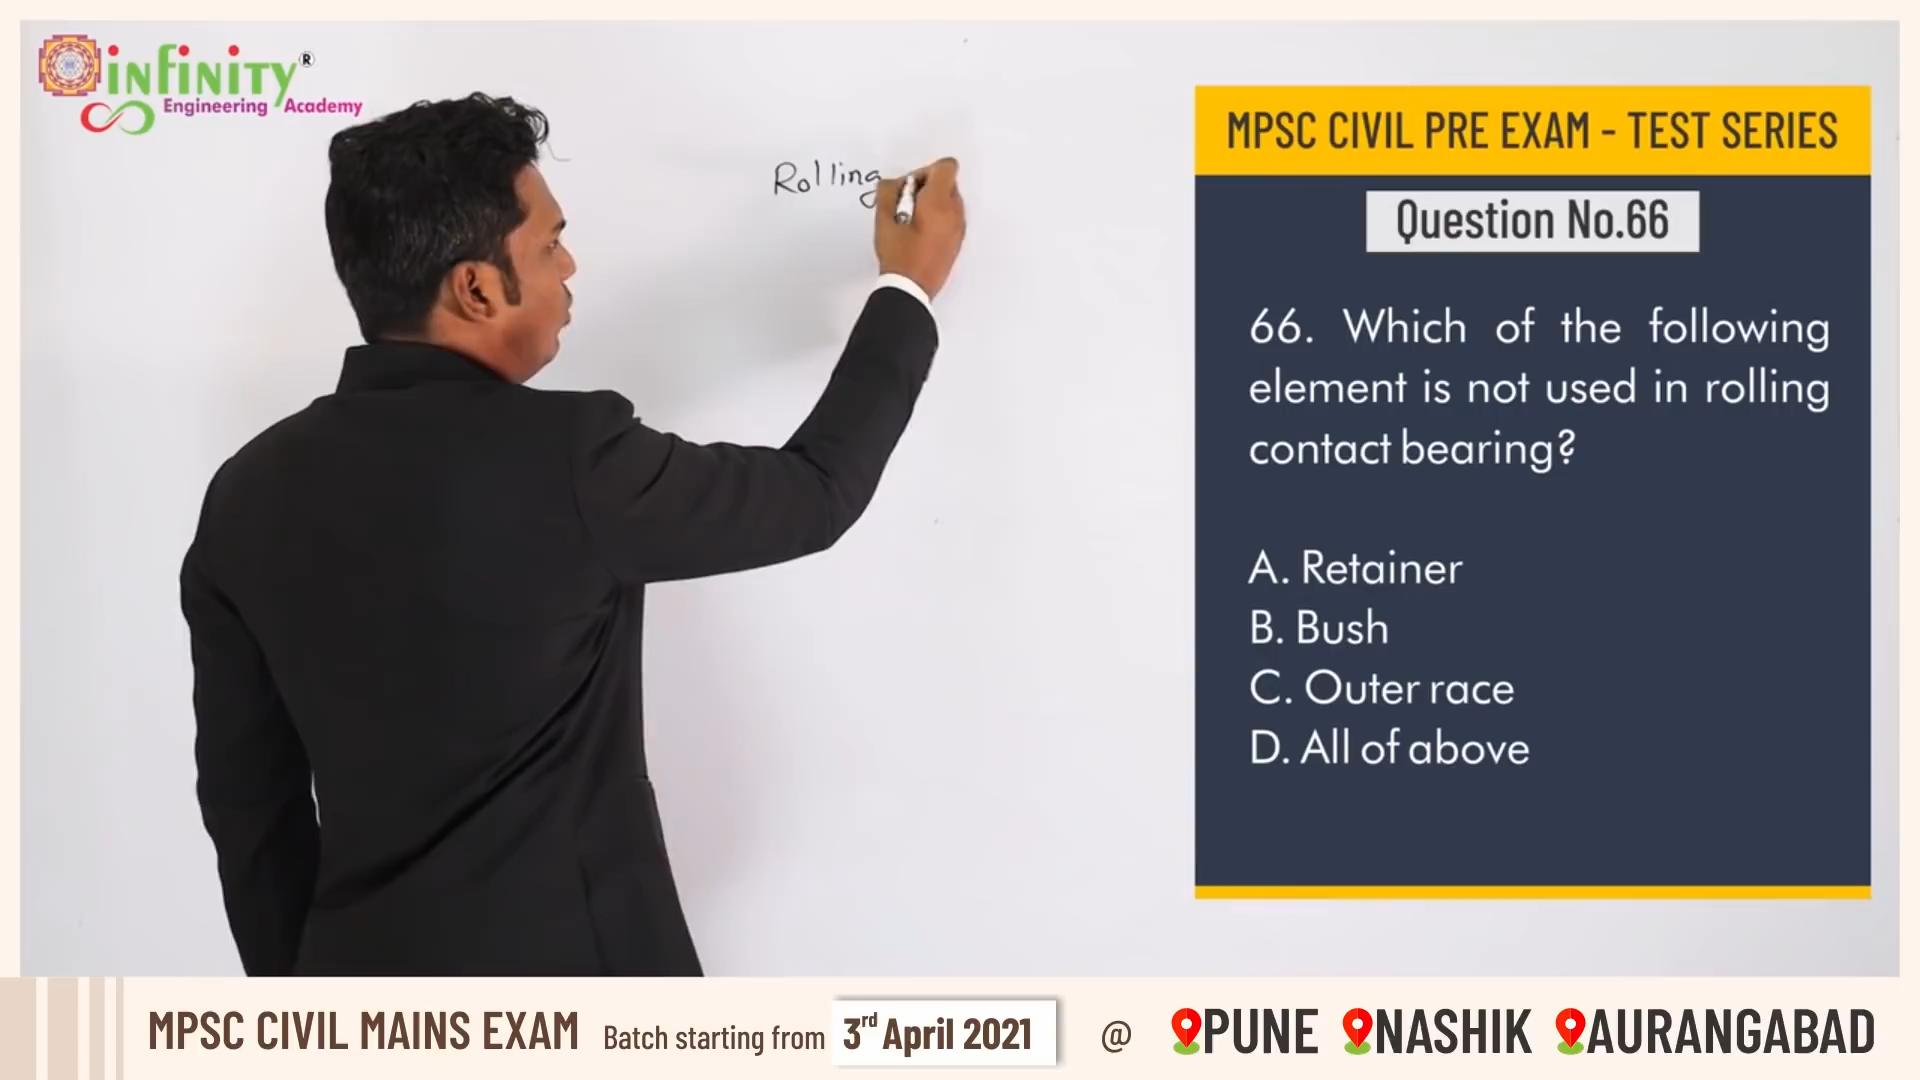 infinity®
Engineering Academy
Rolling
MPSC CIVIL PRE EXAM - TEST SERIES
Question No.66
66. Which of the following
element is not used in rolling
contact bearing?
A. Retainer
B. Bush
C. Outer race
D. All of above
MPSC CIVIL MAINS EXAM Batch starting from 3rd April 2021 @ PUNE NASHIK AURANGABAD